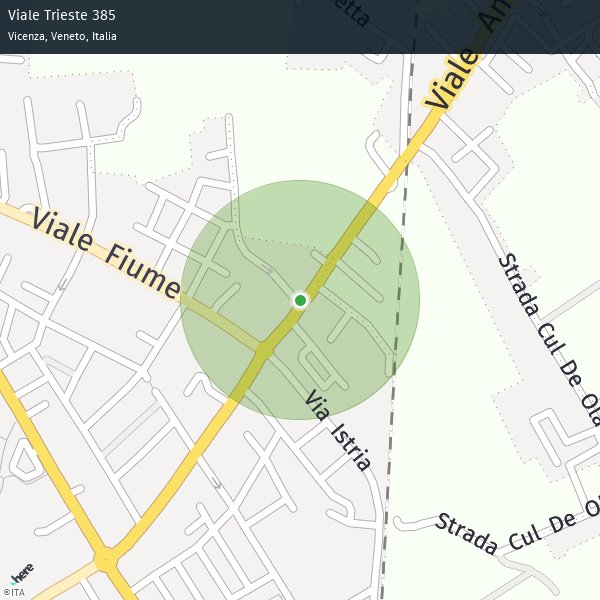 Viale Trieste 385
Vicenza, Veneto, Italia
etta
Viale An
Viale Fiume
Strada Cul De Ola
Via Istria
Strada Cul De Ol
here
©ITA